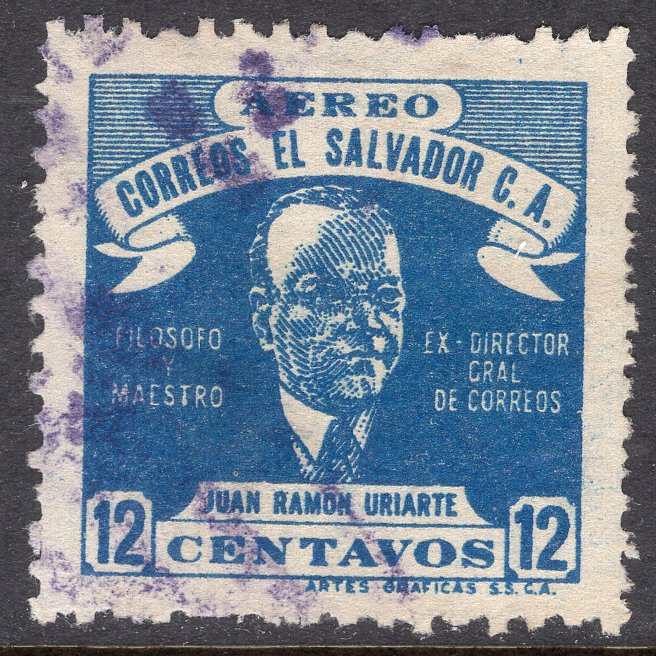 AEREO
CORREOS EL SALVADOR C.A.
FILOSOFO
Y
MAESTRO
EX-DIRECTOR
GRAL
DE CORREOS
JUAN RAMON URIARTE
12 CENTAVOS 12
ARTES GRAFICAS S.S. C.A.